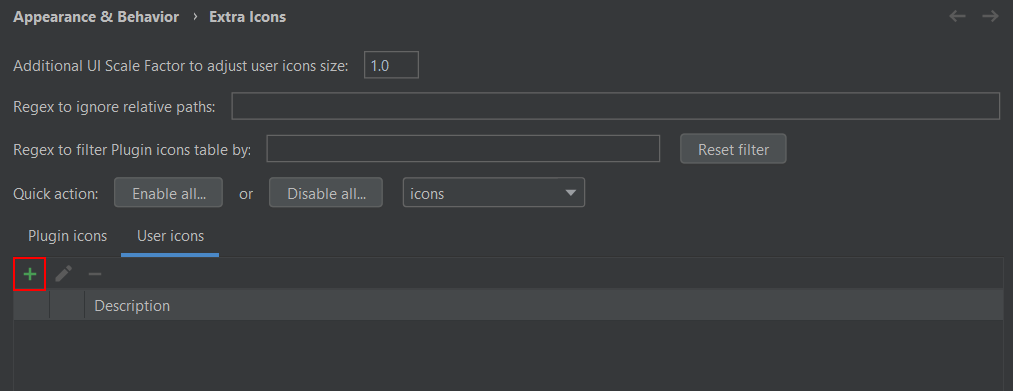 Appearance & Behavior › Extra Icons
Additional UI Scale Factor to adjust user icons size: 1.0
Regex to ignore relative paths:
Regex to filter Plugin icons table by: Reset filter
Quick action: Enable all... or Disable all... icons
Plugin icons User icons
Description